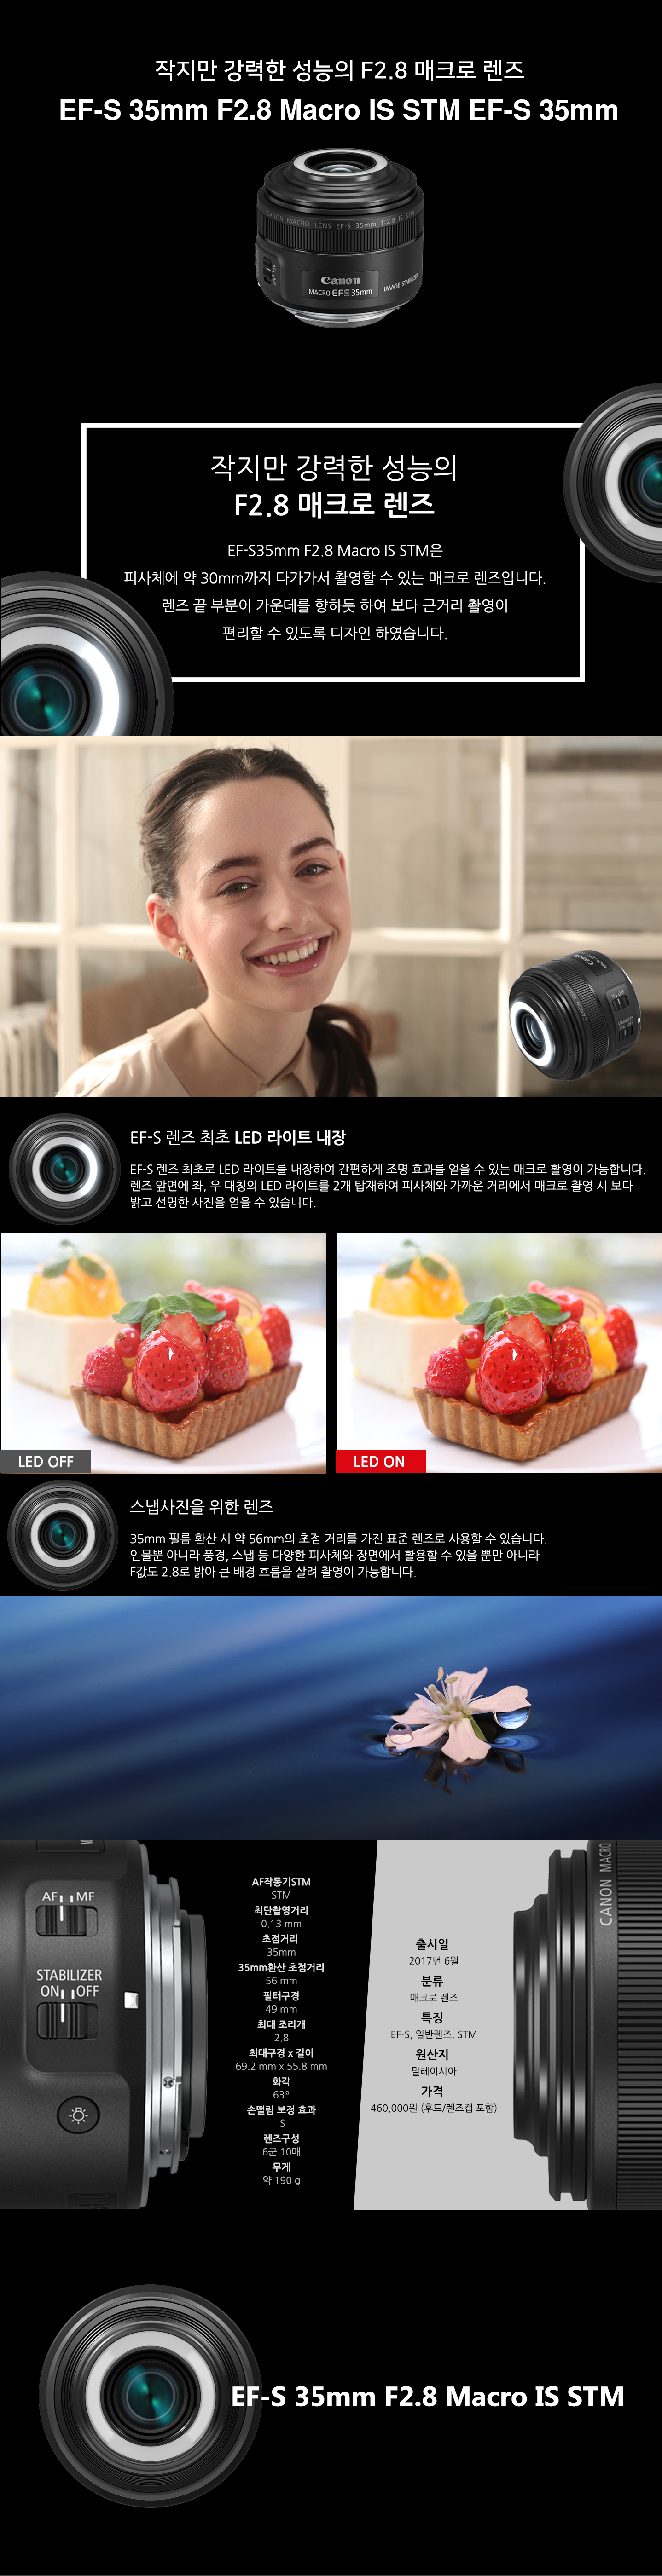 작지만 강력한 성능의 F2.8 매크로 렌즈
EF-S 35mm F2.8 Macro IS STM EF-S 35mm
CANON MACRO LENS EF-S 35mm 1:2.8 IS STM
Canon
MACRO EFS 35mm
IMAGE STABILIZER
작지만 강력한 성능의
F2.8 매크로 렌즈
EF-S35mm F2.8 Macro IS STM은
피사체에 약 30mm까지 다가가서 촬영할 수 있는 매크로 렌즈입니다.
렌즈 끝 부분이 가운데를 향하듯 하여 보다 근거리 촬영이
편리할 수 있도록 디자인 하였습니다.
Canon
EF-S 렌즈 최초 LED 라이트 내장
EF-S 렌즈 최초로 LED 라이트를 내장하여 간편하게 조명 효과를 얻을 수 있는 매크로 촬영이 가능합니다.
렌즈 앞면에 좌, 우 대칭의 LED 라이트를 2개 탑재하여 피사체와 가까운 거리에서 매크로 촬영 시 보다
밝고 선명한 사진을 얻을 수 있습니다.
LED OFF
LED ON
스냅사진을 위한 렌즈
35mm 필름 환산 시 약 56mm의 초점 거리를 가진 표준 렌즈로 사용할 수 있습니다.
인물뿐 아니라 풍경, 스냅 등 다양한 피사체와 장면에서 활용할 수 있을 뿐만 아니라
F값도 2.8로 밝아 큰 배경 흐름을 살려 촬영이 가능합니다.
AF MF
STABILIZER
ON OFF
AF작동기STM
STM
최단촬영거리
0.13 mm
초점거리
35mm
35mm환산 초점거리
56 mm
필터구경
49 mm
최대 조리개
2.8
최대구경 x 길이
69.2 mm x 55.8 mm
화각
63º
손떨림 보정 효과
IS
렌즈구성
6군 10매
무게
약 190 g
출시일
2017년 6월
분류
매크로 렌즈
특징
EF-S, 일반렌즈, STM
원산지
말레이시아
가격
460,000원 (후드/렌즈캡 포함)
CANON MACRO
EF-S 35mm F2.8 Macro IS STM